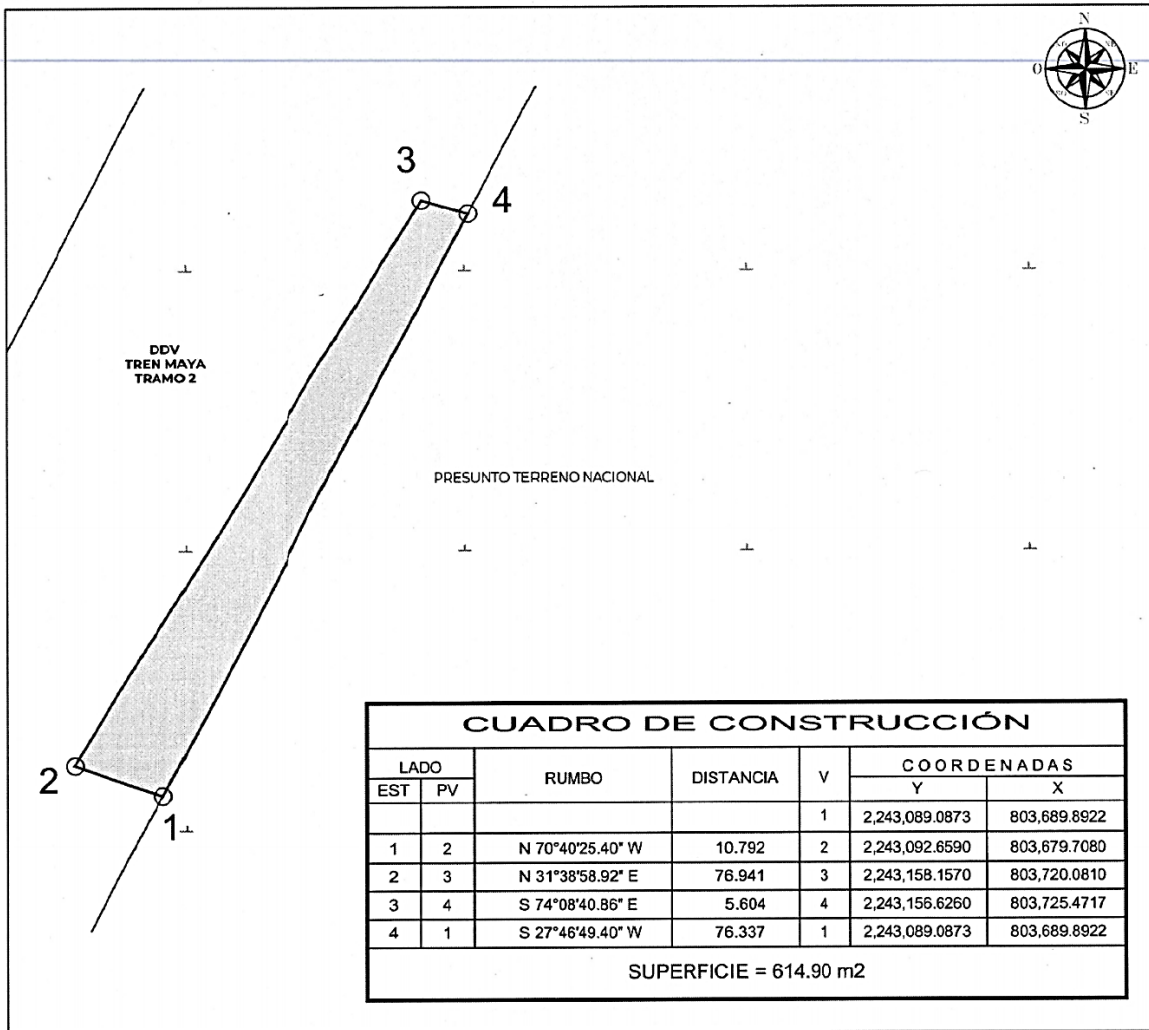 N
O E
S
3
4
DDV
TREN MAYA
TRAMO 2
PRESUNTO TERRENO NACIONAL
2
1
CUADRO DE CONSTRUCCIÓN
LADO RUMBO DISTANCIA V COORDENADAS
EST PV Y X
1 2,243,089.0873 803,689.8922
1 2 N 70°40'25.40" W 10.792 2 2,243,092.6590 803,679.7080
2 3 N 31°38'58.92" E 76.941 3 2,243,158.1570 803,720.0810
3 4 S 74°08'40.86" E 5.604 4 2,243,156.6260 803,725.4717
4 1 S 27°46'49.40" W 76.337 1 2,243,089.0873 803,689.8922
SUPERFICIE = 614.90 m2